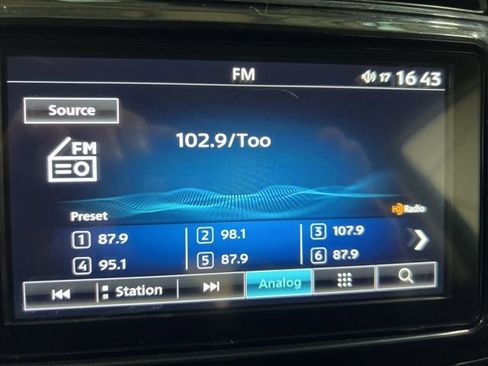 FM
17 16 43
Source
FM
102.9/Too
HD Radio
Preset
1 87.9 2 98.1 3 107.9
4 95.1 5 87.9 6 87.9
Station Analog